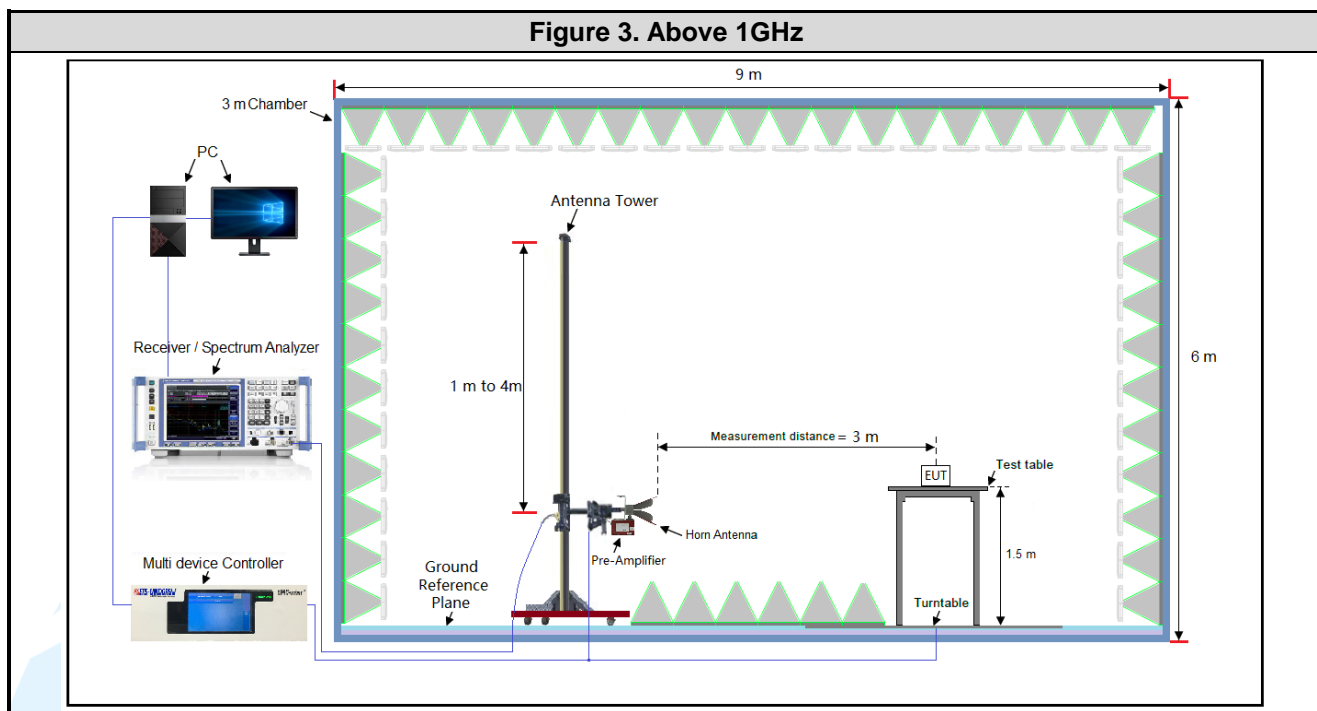 Figure 3. Above 1GHz
9 m
3 m Chamber
PC
Antenna Tower
Receiver / Spectrum Analyzer
1 m to 4m
6 m
Measurement distance = 3 m
EUT
Test table
Horn Antenna
Pre-Amplifier
1.5 m
Multi device Controller
Ground
Reference
Plane
Turntable